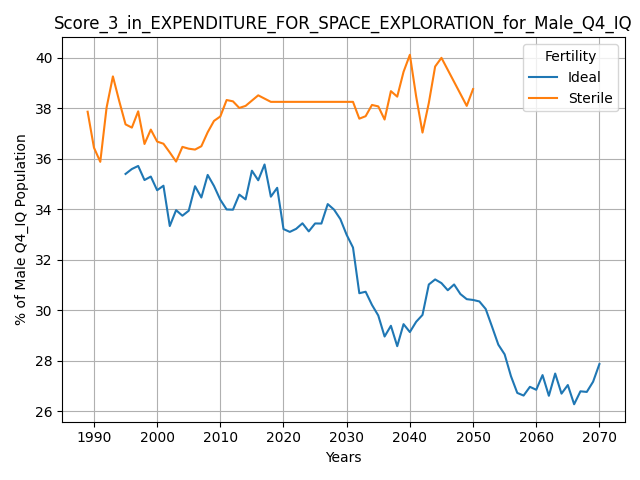 Score_3_in_EXPENDITURE_FOR_SPACE_EXPLORATION_for_Male_Q4_IQ
Fertility
Ideal
Sterile
% of Male Q4_IQ Population
40
38
36
34
32
30
28
26
1990 2000 2010 2020 2030 2040 2050 2060 2070
Years